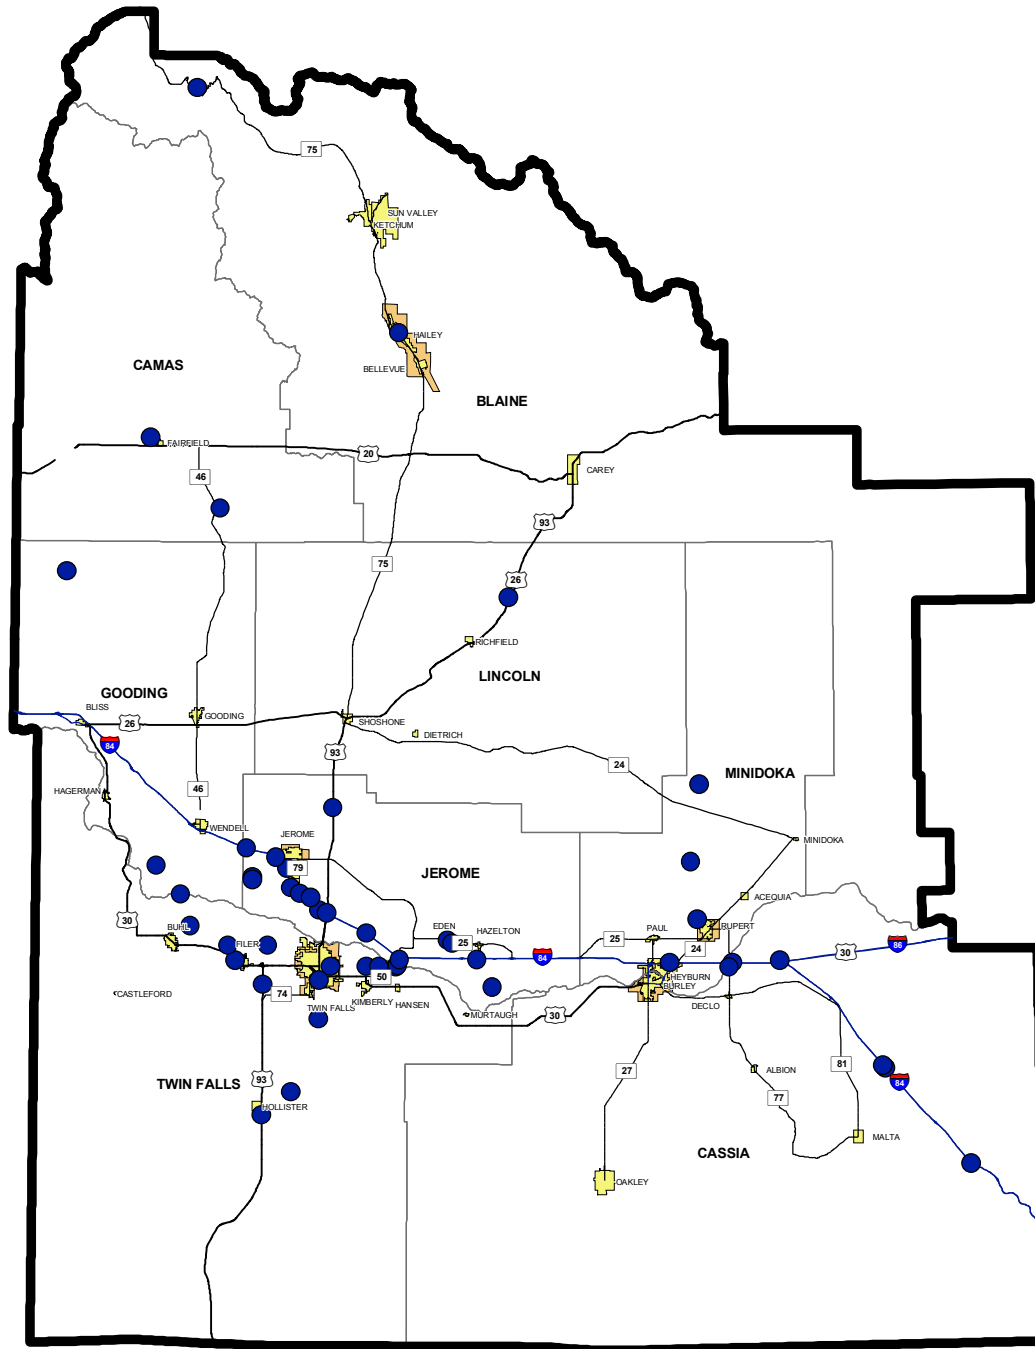 75
SUN VALLEY
KETCHUM
HAILEY
CAMAS
BELLEVUE
BLAINE
FAIRFIELD
20
CAREY
46
93
75
26
RICHFIELD
LINCOLN
GOODING
BLISS
GOODING
26
SHOSHONE
DIETRICH
84
93
24
MINIDOKA
46
HAGERMAN
WENDELL
JEROME
MINIDOKA
79
JEROME
ACEQUIA
30
EDEN
HAZELTON
PAUL
RUPERT
BUHL
FILER
25
25
24
86
30
84
50
HEYBURN
BURLEY
CASTLEFORD
74
KIMBERLY
HANSEN
DECLO
TWIN FALLS
MURTAUGH
30
81
27
ALBION
TWIN FALLS
93
84
77
HOLLISTER
MALTA
CASSIA
OAKLEY